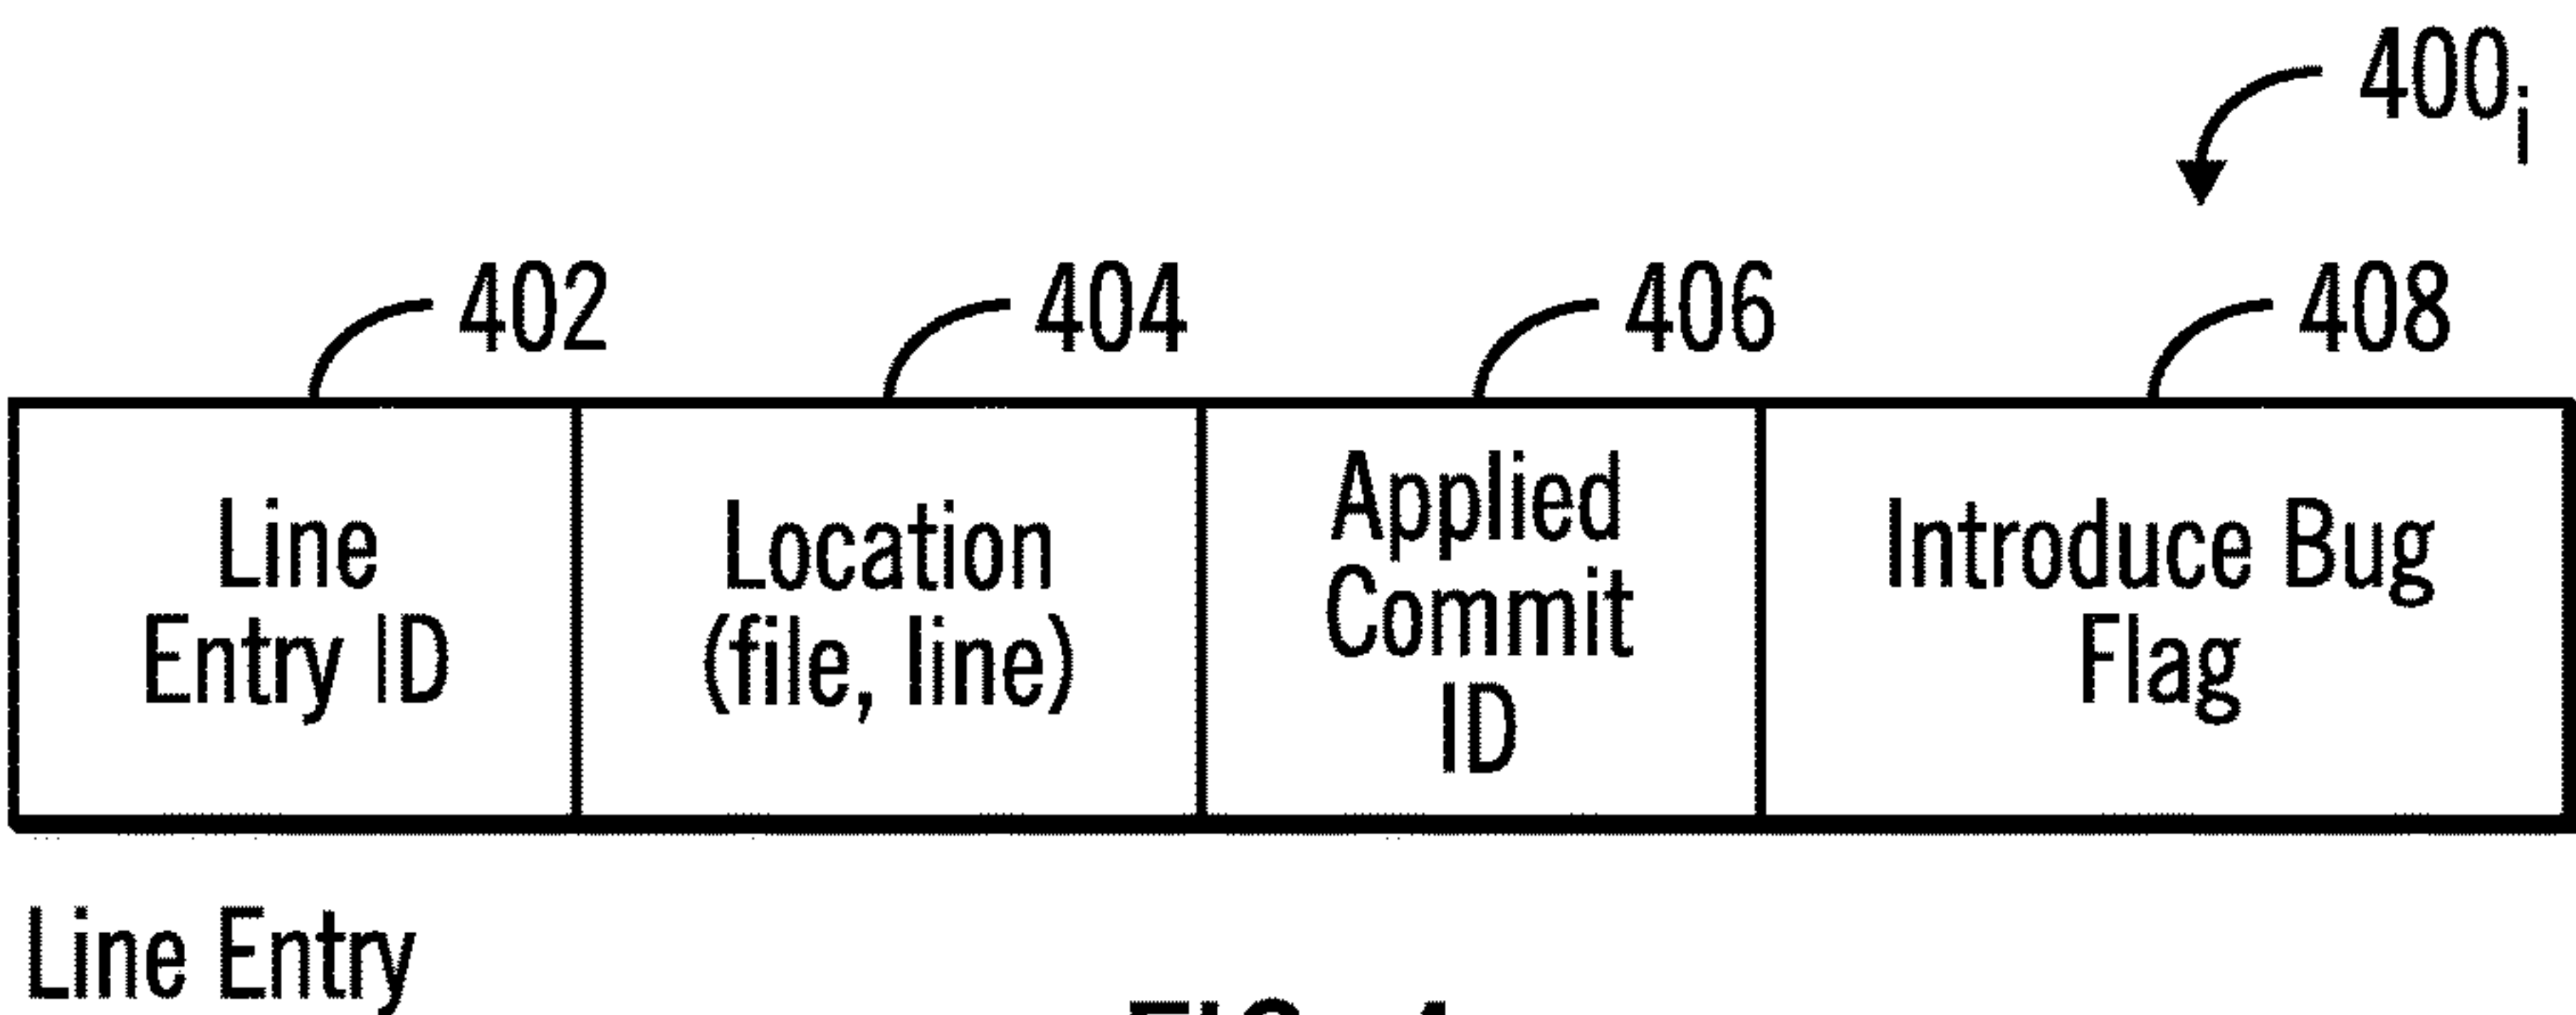 400i
402
404
406
408
Line
Entry ID
Location
(file, line)
Applied
Commit
ID
Introduce Bug
Flag
Line Entry